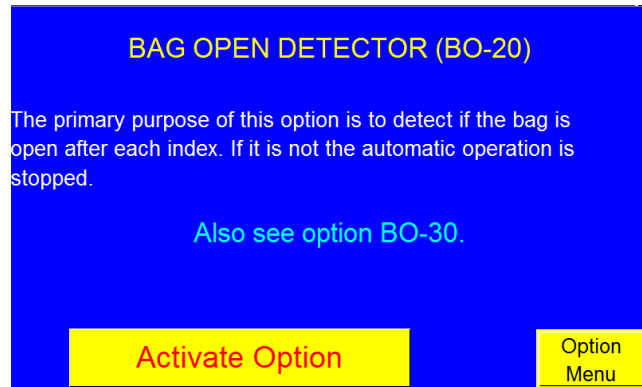 BAG OPEN DETECTOR (BO-20)
The primary purpose of this option is to detect if the bag is
open after each index. If it is not the automatic operation is
stopped.
Also see option BO-30.
Activate Option
Option
Menu